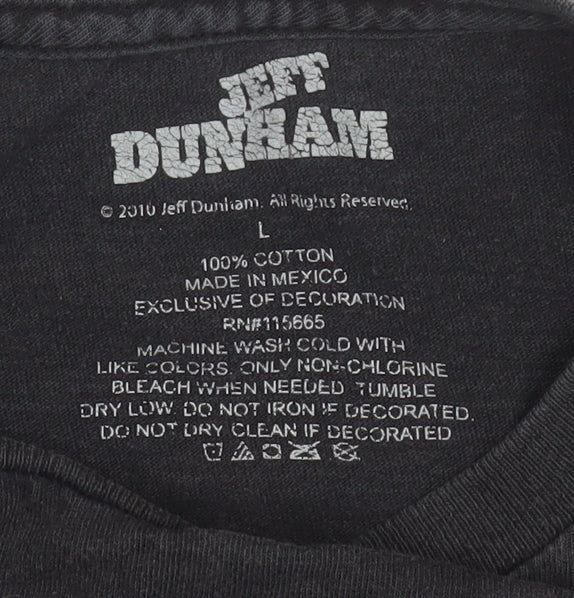 JEFF
DUNHAM
© 2010 Jeff Dunham. All Rights Reserved.
L
100% COTTON
MADE IN MEXICO
EXCLUSIVE OF DECORATION
RN#115665
MACHINE WASH COLD WITH
LIKE COLORS. ONLY NON-CHLORINE
BLEACH WHEN NEEDED. TUMBLE
DRY LOW. DO NOT IRON IF DECORATED.
DO NOT DRY CLEAN IF DECORATED